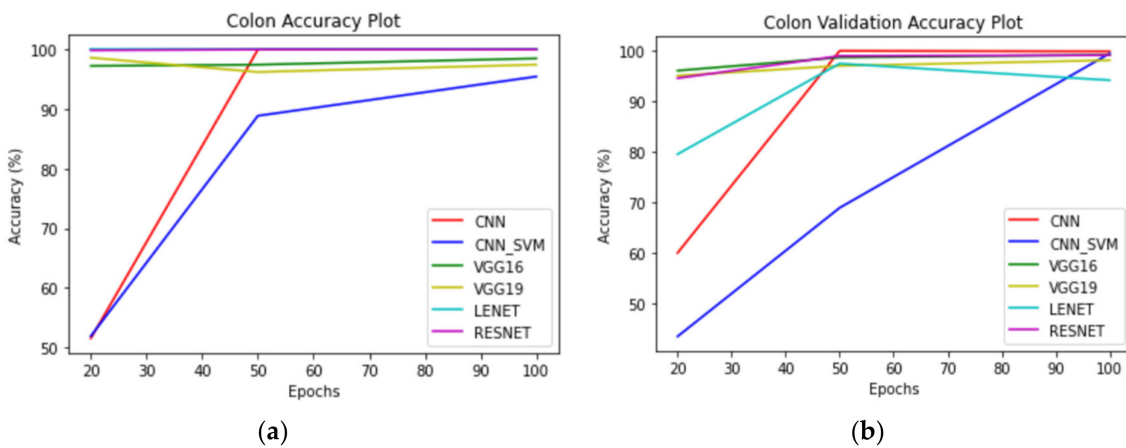 Colon Accuracy Plot
100
90
80
70
60
50
Accuracy (%)
CNN
CNN_SVM
VGG16
VGG19
LENET
RESNET
20 30 40 50 60 70 80 90 100
Epochs
(a)
Colon Validation Accuracy Plot
100
90
80
70
60
50
Accuracy (%)
CNN
CNN_SVM
VGG16
VGG19
LENET
RESNET
20 30 40 50 60 70 80 90 100
Epochs
(b)